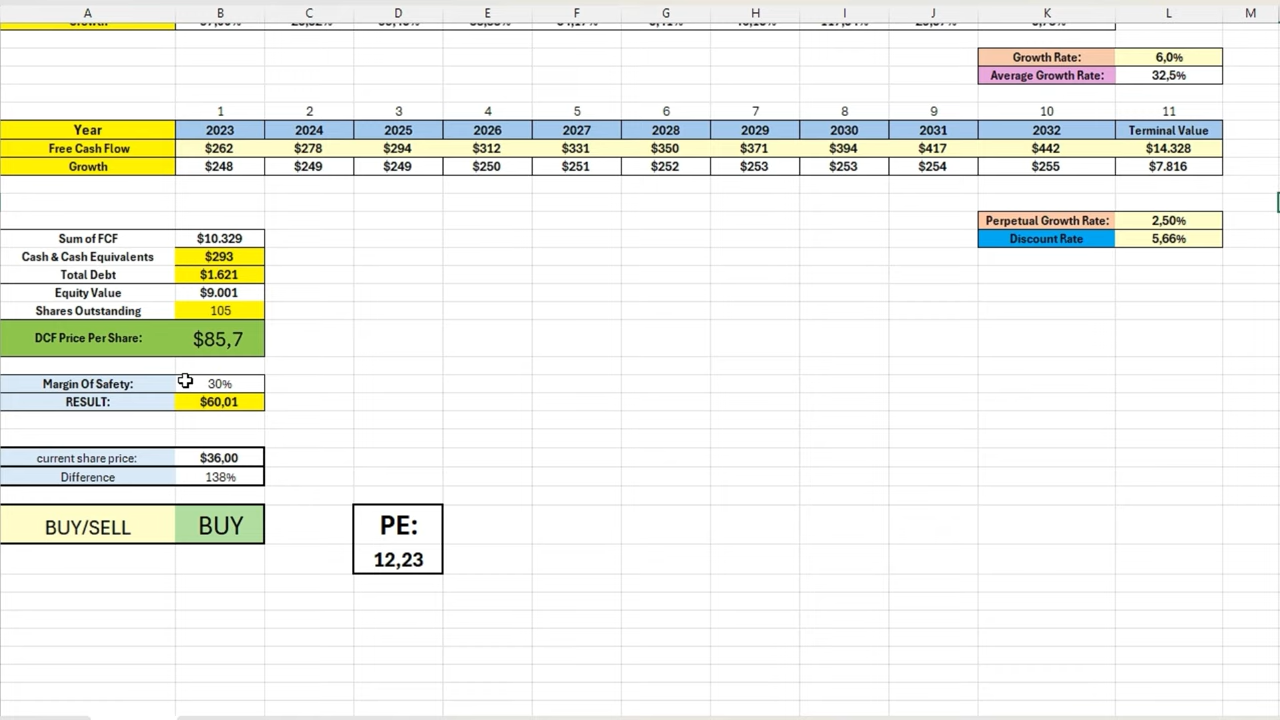 A B C D E F G H I J K L M
Growth
Growth Rate: 6,0%
Average Growth Rate: 32,5%
1 2 3 4 5 6 7 8 9 10 11
Year 2023 2024 2025 2026 2027 2028 2029 2030 2031 2032 Terminal Value
Free Cash Flow $262 $278 $294 $312 $331 $350 $371 $394 $417 $442 $14.328
Growth $248 $249 $249 $250 $251 $252 $253 $253 $254 $255 $7.816
Perpetual Growth Rate: 2,50%
Sum of FCF $10.329 Discount Rate 5,66%
Cash & Cash Equivalents $293
Total Debt $1.621
Equity Value $9.001
Shares Outstanding 105
DCF Price Per Share: $85,7
Margin Of Safety: 30%
RESULT: $60,01
current share price: $36,00
Difference 138%
BUY/SELL BUY PE:
12,23